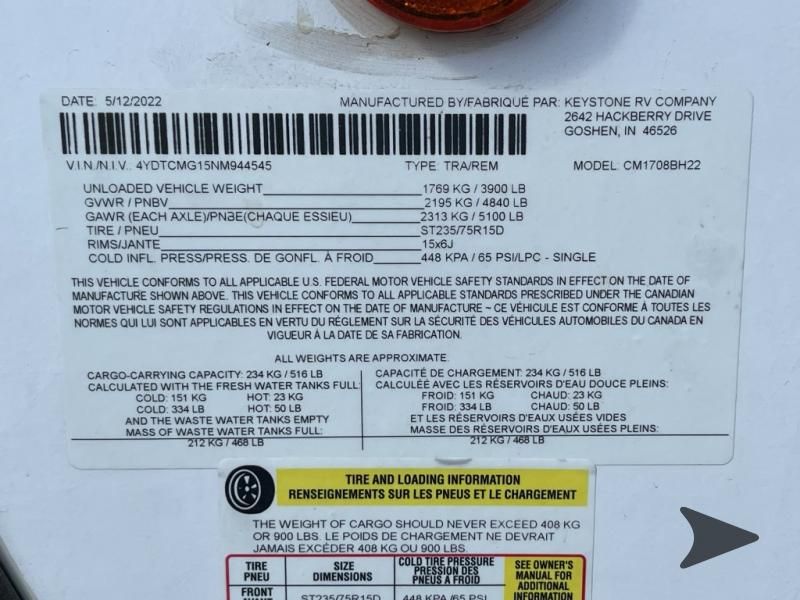 DATE: 5/12/2022 MANUFACTURED BY/FABRIQUÉ PAR: KEYSTONE RV COMPANY
2642 HACKBERRY DRIVE
GOSHEN, IN 46526
V.I.N./N.I.V.: 4YDTCMG15NM944545 TYPE: TRA/REM MODEL: CM1708BH22
UNLOADED VEHICLE WEIGHT 1769 KG / 3900 LB
GVWR / PNBV 2195 KG / 4840 LB
GAWR (EACH AXLE)/PNBE(CHAQUE ESSIEU) 2313 KG / 5100 LB
TIRE / PNEU ST235/75R15D
RIMS/JANTE 15x6J
COLD INFL. PRESS/PRESS. DE GONFL. À FROID 448 KPA / 65 PSI/LPC - SINGLE
THIS VEHICLE CONFORMS TO ALL APPLICABLE U.S. FEDERAL MOTOR VEHICLE SAFETY STANDARDS IN EFFECT ON THE DATE OF
MANUFACTURE SHOWN ABOVE. THIS VEHICLE CONFORMS TO ALL APPLICABLE STANDARDS PRESCRIBED UNDER THE CANADIAN
MOTOR VEHICLE SAFETY REGULATIONS IN EFFECT ON THE DATE OF MANUFACTURE ~ CE VÉHICULE EST CONFORME À TOUTES LES
NORMES QUI LUI SONT APPLICABLES EN VERTU DU RÉGLEMENT SUR LA SÉCURITÉ DES VÉHICULES AUTOMOBILES DU CANADA EN
VIGUEUR À LA DATE DE SA FABRICATION.
ALL WEIGHTS ARE APPROXIMATE.
CARGO-CARRYING CAPACITY: 234 KG / 516 LB
CALCULATED WITH THE FRESH WATER TANKS FULL:
COLD: 151 KG HOT: 23 KG
COLD: 334 LB HOT: 50 LB
AND THE WASTE WATER TANKS EMPTY
MASS OF WASTE WATER TANKS FULL:
212 KG / 468 LB
CAPACITÉ DE CHARGEMENT: 234 KG / 516 LB
CALCULÉE AVEC LES RÉSERVOIRS D'EAU DOUCE PLEINS:
FROID: 151 KG CHAUD: 23 KG
FROID: 334 LB CHAUD: 50 LB
ET LES RÉSERVOIRS D'EAUX USÉES VIDES
MASSE DES RÉSERVOIRS D'EAUX USÉES PLEINS:
212 KG / 468 LB
TIRE AND LOADING INFORMATION
RENSEIGNEMENTS SUR LES PNEUS ET LE CHARGEMENT
THE WEIGHT OF CARGO SHOULD NEVER EXCEED 408 KG
OR 900 LBS. LE POIDS DE CHARGEMENT NE DEVRAIT
JAMAIS EXCÉDER 408 KG OU 900 LBS.
TIRE
PNEU
SIZE
DIMENSIONS
COLD TIRE PRESSURE
PRESSION DES
PNEUS A FROID
SEE OWNER'S
MANUAL FOR
ADDITIONAL
INFORMATION
FRONT
ST235/75R15D
448 KPA /65 PSI